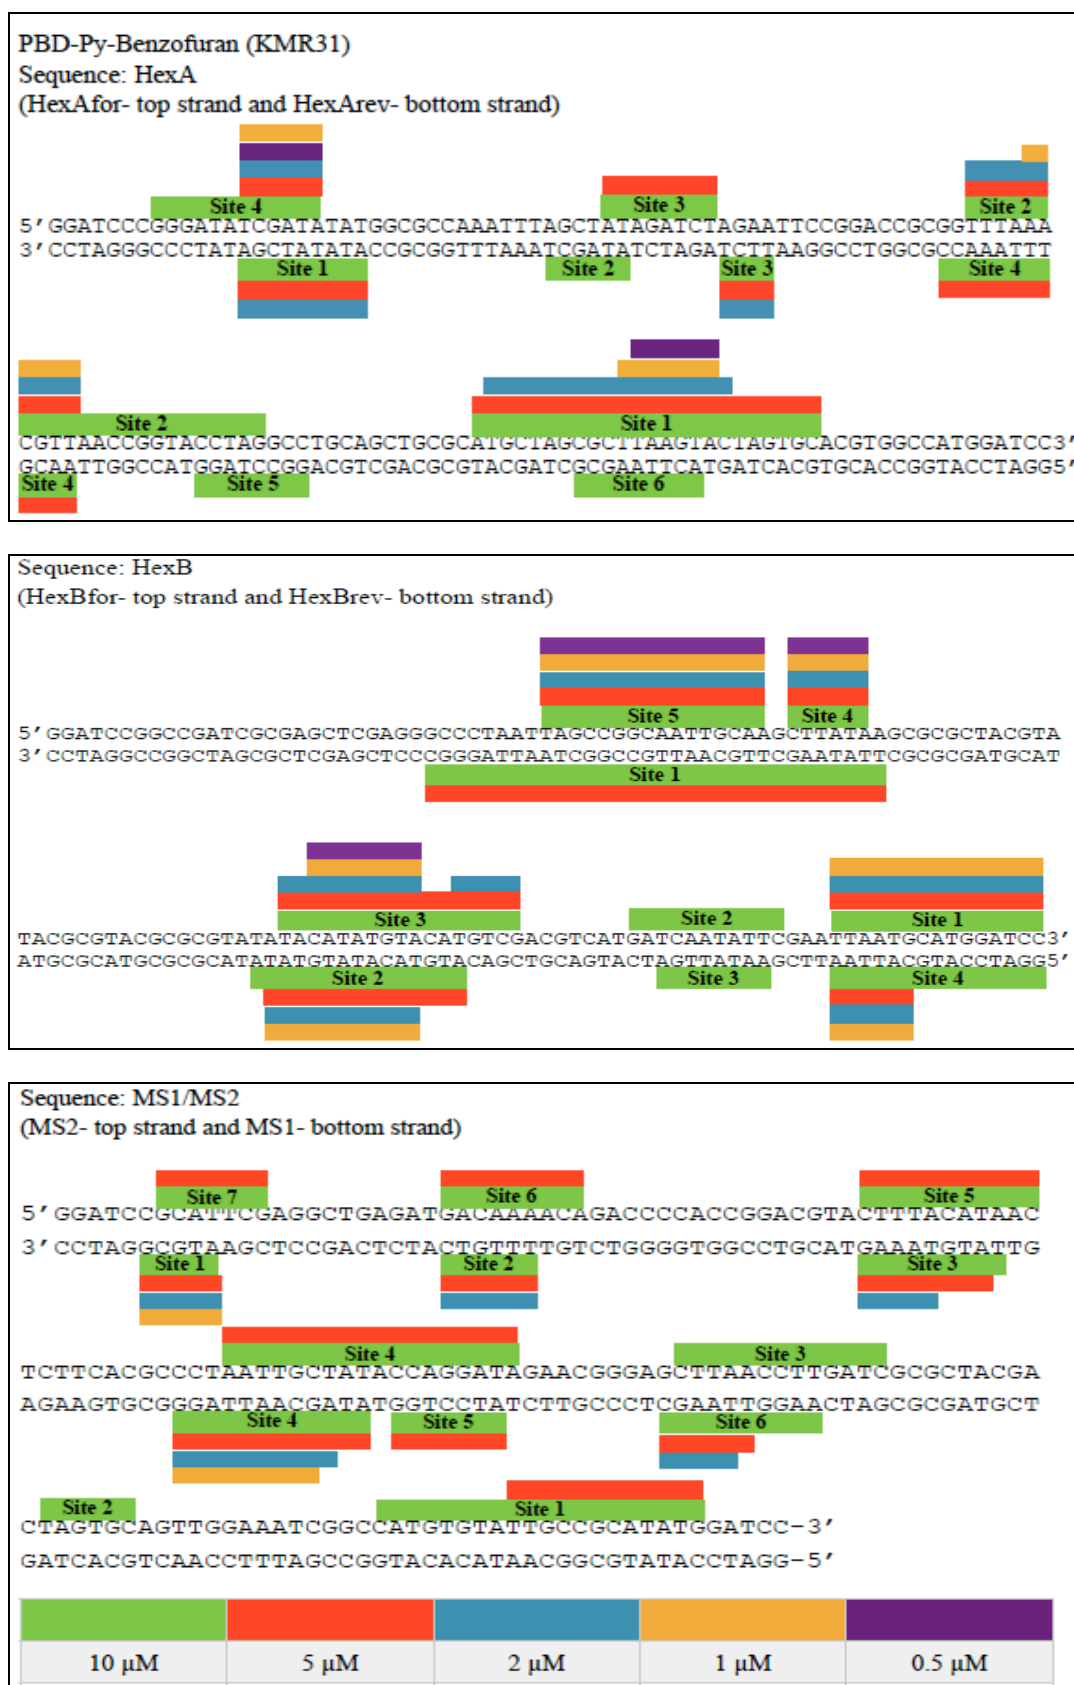 PBD-Py-Benzofuran (KMR31)
Sequence: HexA
(HexAfor- top strand and HexArev- bottom strand)
Site 4 Site 3 Site 2
5′GGATCCCGGGATATCGATATATGGCGCCAAATTTAGCTATAGATCTAGAATTCCGGACCGCGGTTTAAA
3′CCTAGGGCCCTATAGCTATATACCGCGGTTTAAATCGATATCTAGATCTTAAGGCCTGGCGCCAAATTT
Site 1 Site 2 Site 3 Site 4
Site 2 Site 1
CGTTAACCGGTACCTAGGCCTGCAGCTGCGCATGCTAGCGCTTAAGTACTAGTGCACGTGGCCATGGATCC3′
GCAATTGGCCATGGATCCGGACGTCGACGCGTACGATCGCGAATTCATGATCACGTGCACCGGTACCTAGG5′
Site 4 Site 5 Site 6
Sequence: HexB
(HexBfor- top strand and HexBrev- bottom strand)
Site 5 Site 4
5′GGATCCGGCCGATCGCGAGCTCGAGGGCCCTAATTAGCCGGCAATTGCAAGCTTATAAGCGCGCTACGTA
3′CCTAGGCCGGCTAGCGCTCGAGCTCCCGGGATTAATCGGCCGTTAACGTTCGAATATTCGCGCGATGCAT
Site 1
Site 3 Site 2 Site 1
TACGCGTACGCGCGTATATACATATGTACATGTCGACGTCATGATCAATATTCGAATTAATGCATGGATCC3′
ATGCGCATGCGCGCATATATGTATACATGTACAGCTGCAGTACTAGTTATAAGCTTAATTACGTACCTAGG5′
Site 2 Site 3 Site 4
Sequence: MS1/MS2
(MS2- top strand and MS1- bottom strand)
Site 7 Site 6 Site 5
5′GGATCCGCATTCGAGGCTGAGATGACAAAACAGACCCCACCGGACGTACTTTACATAAC
3′CCTAGGCGTAAGCTCCGACTCTACTGTTTTGTCTGGGGTGGCCTGCATGAAATGTATTG
Site 1 Site 2 Site 3
Site 4 Site 3
TCTTCACGCCCTAATTGCTATACCAGGATAGAACGGGAGCTTAACCTTGATCGCGCTACGA
AGAAGTGCGGGATTAACGATATGGTCCTATCTTGCCCTCGAATTGGAACTAGCGCGATGCT
Site 4 Site 5 Site 6
Site 2 Site 1
CTAGTGCAGTTGGAAATCGGCCATGTGTATTGCCGCATATGGATCC-3′
GATCACGTCAACCTTTAGCCGGTACACATAACGGCGTATACCTAGG-5′
10 μM 5 μM 2 μM 1 μM 0.5 μM